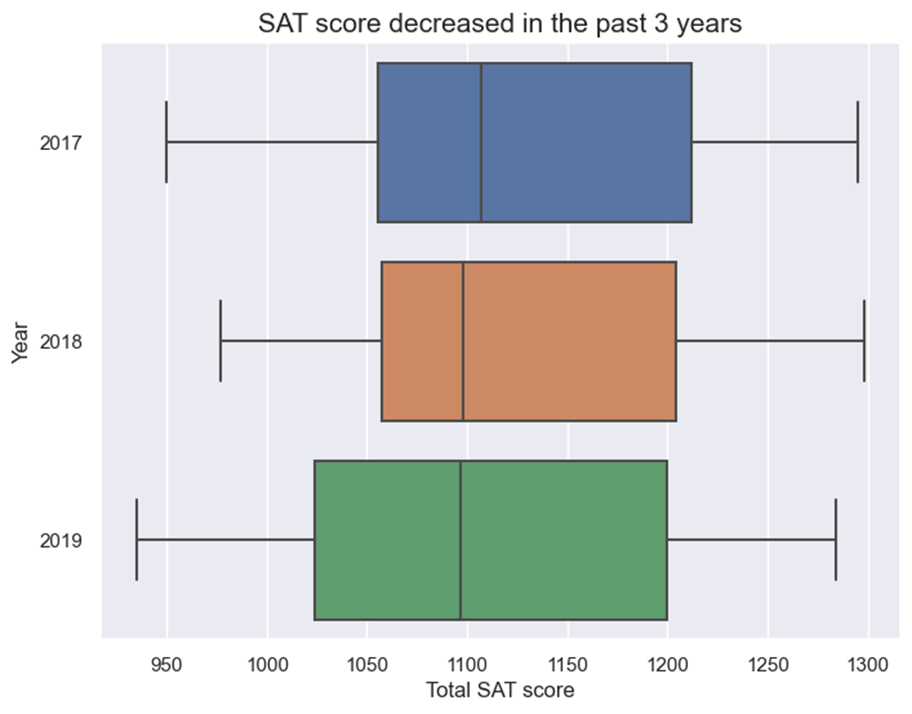 SAT score decreased in the past 3 years
2017
2018
2019
Year
950 1000 1050 1100 1150 1200 1250 1300
Total SAT score